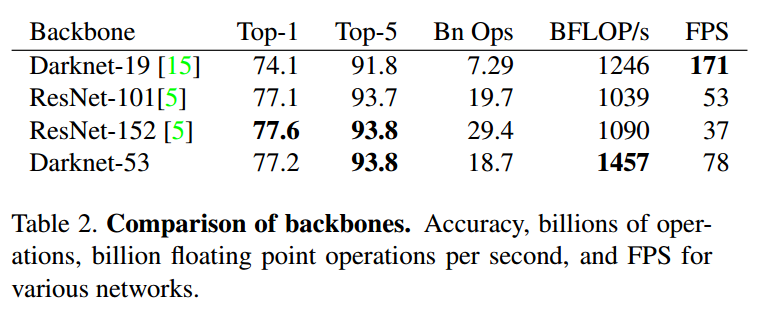 Backbone Top-1 Top-5 Bn Ops BFLOP/s FPS
Darknet-19 [15] 74.1 91.8 7.29 1246 171
ResNet-101[5] 77.1 93.7 19.7 1039 53
ResNet-152 [5] 77.6 93.8 29.4 1090 37
Darknet-53 77.2 93.8 18.7 1457 78
Table 2. Comparison of backbones. Accuracy, billions of oper-
ations, billion floating point operations per second, and FPS for
various networks.